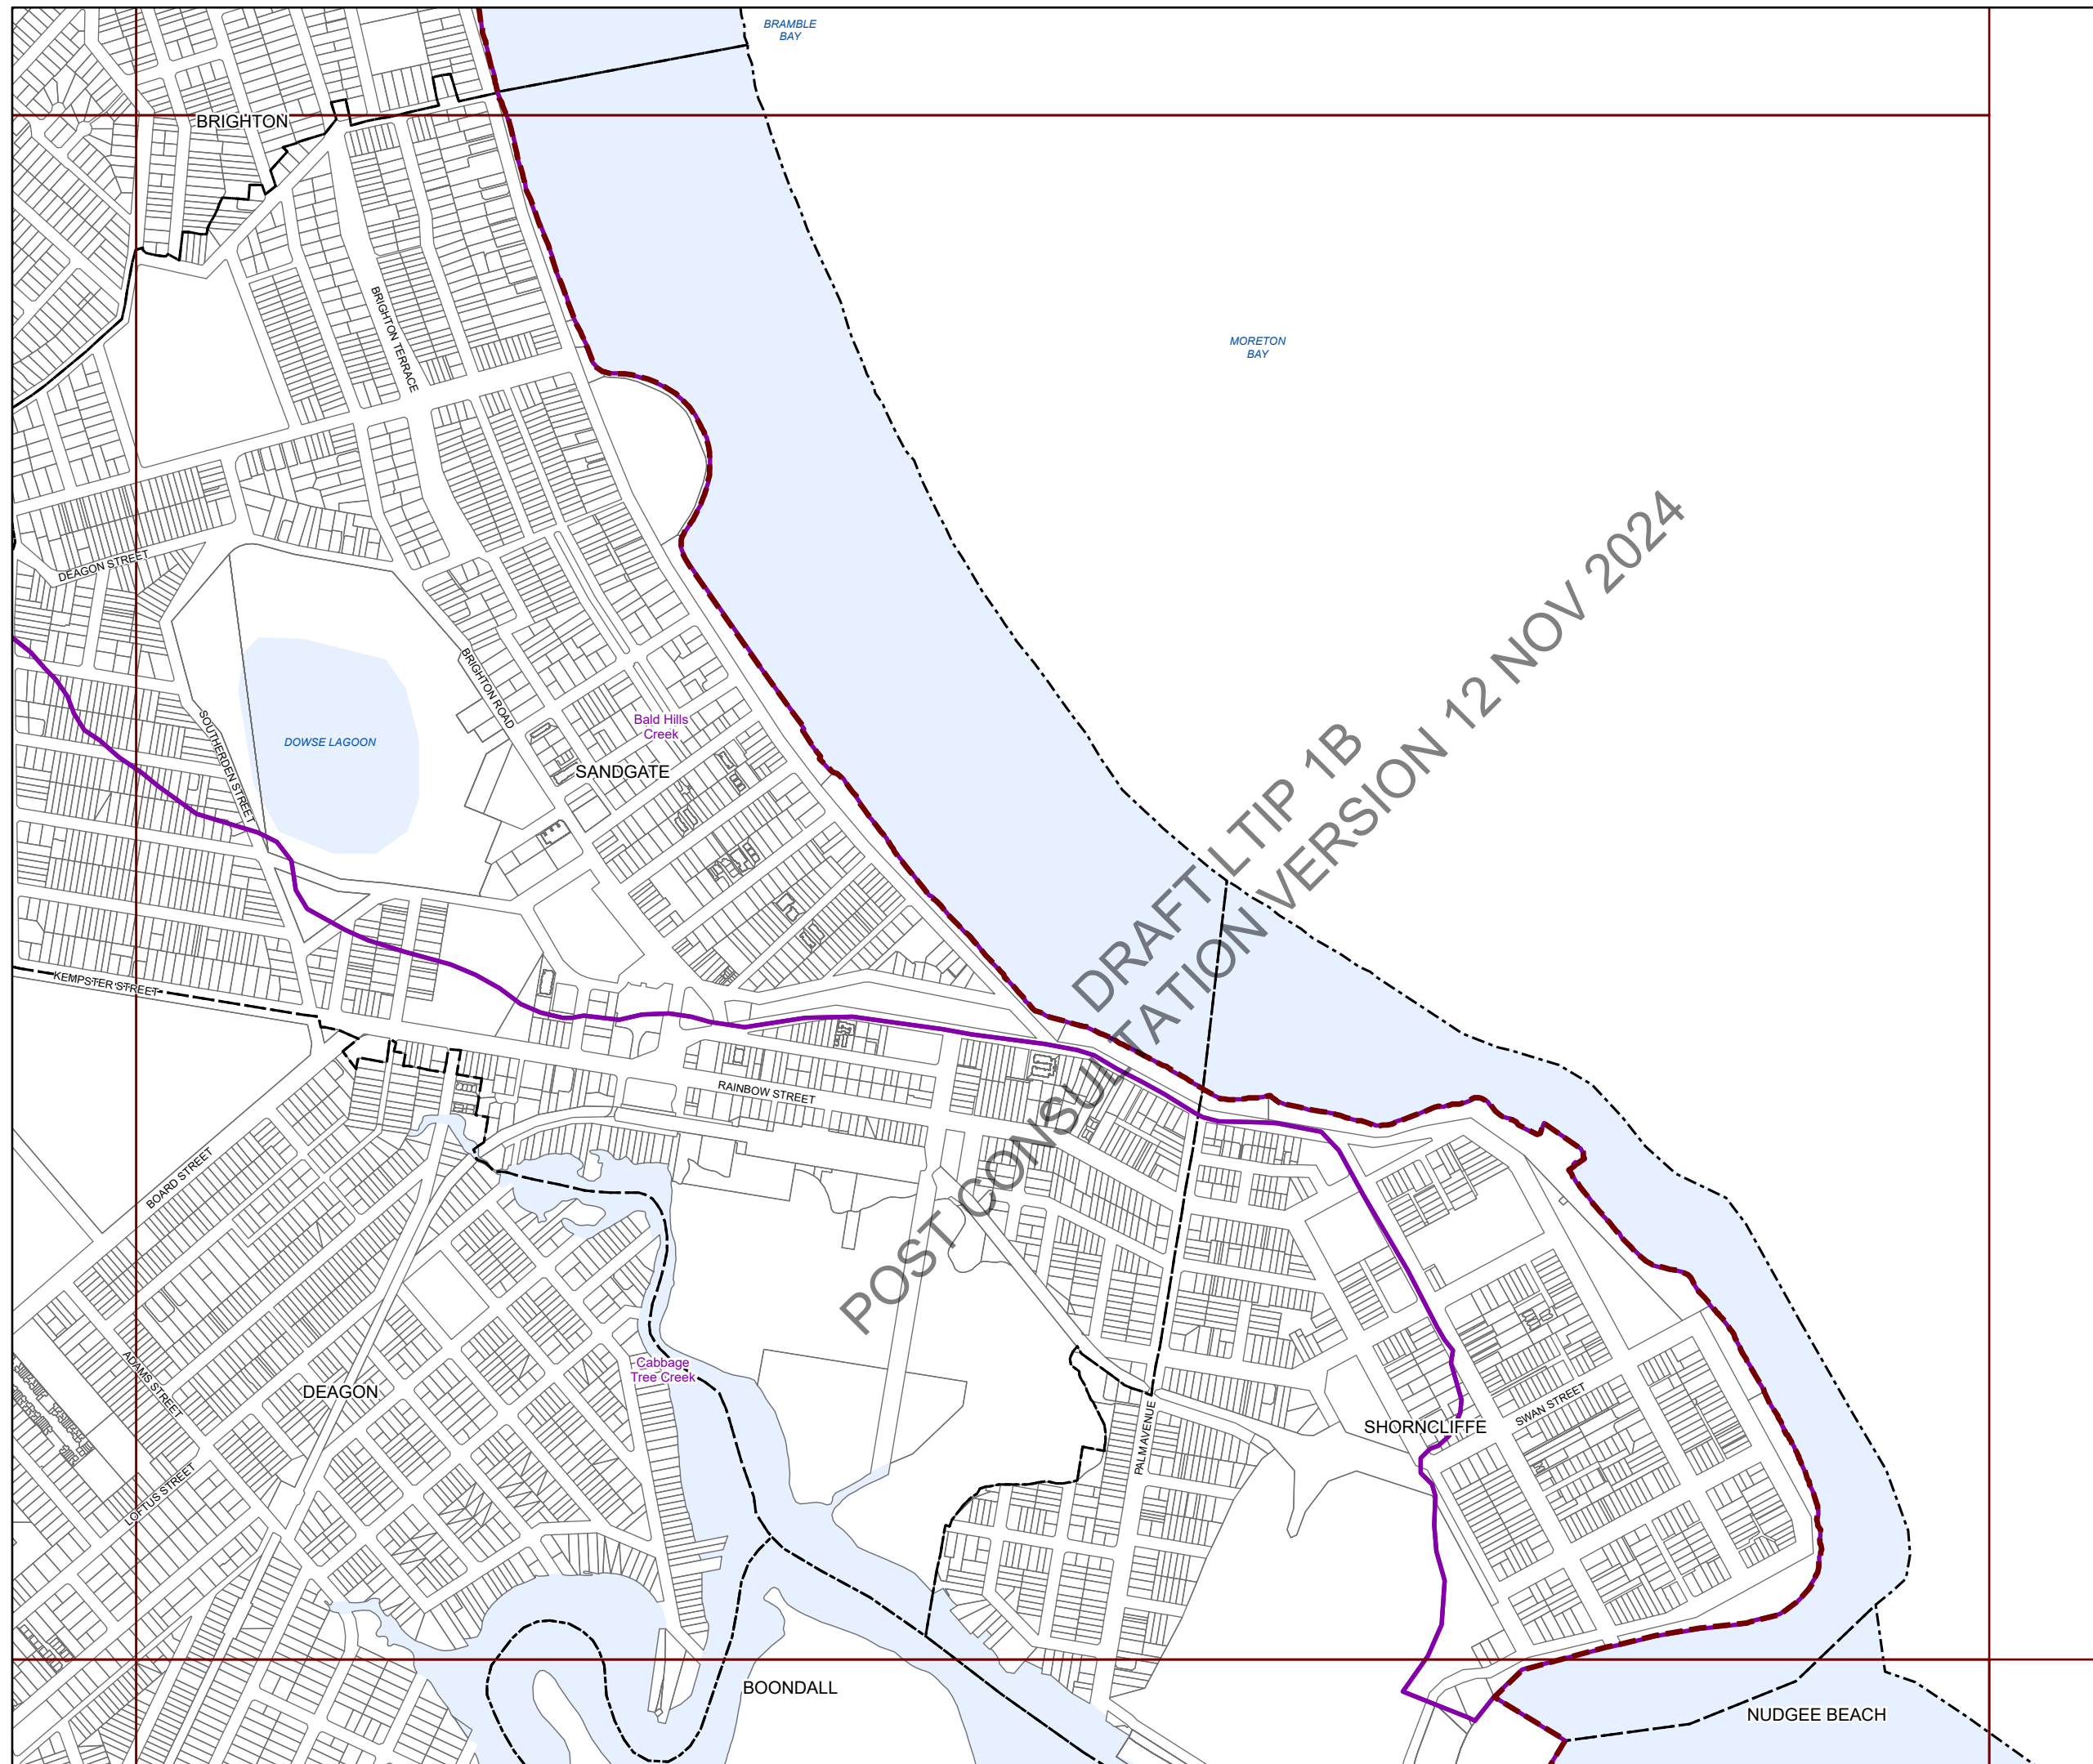 BRAMBLE
BAY
BRIGHTON
BRIGHTON TERRACE
MORETON
BAY
DEAGON STREET
BRIGHTON ROAD
SOUTHERDEN STREET
DOWSE LAGOON
Bald Hills
Creek
SANDGATE
DRAFT LTIP 1B
POST CONSULTATION VERSION 12 NOV 2024
KEMPSTER STREET
RAINBOW STREET
BOARD STREET
ADAMS STREET
DEAGON
Cabbage
Tree Creek
SWAN STREET
SHORNCLIFFE
PALM AVENUE
LOFTUS STREET
BOONDALL
NUDGEE BEACH